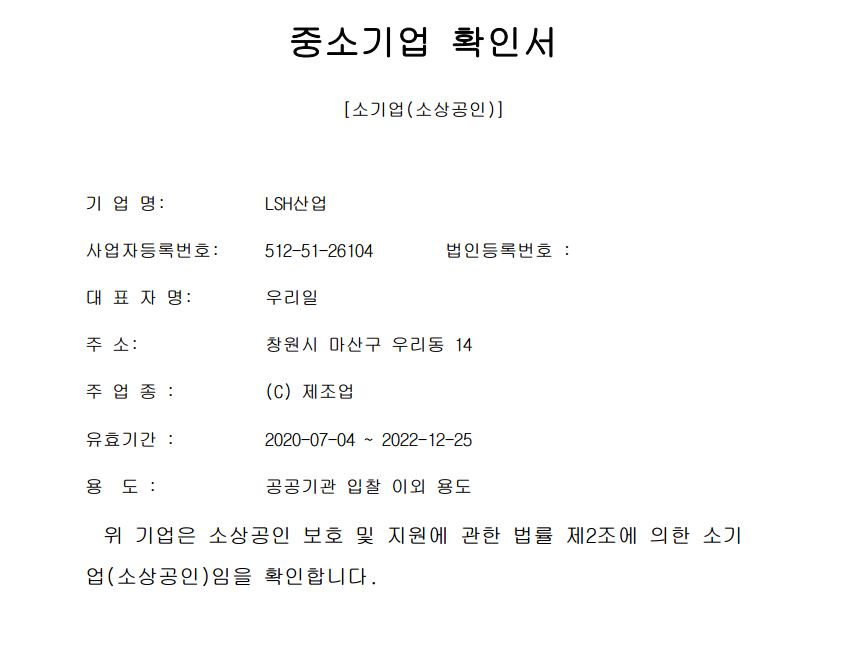 중소기업 확인서
[소기업(소상공인)]
기 업 명: LSH산업
사업자등록번호: 512-51-26104 법인등록번호 :
대 표 자 명: 우리일
주 소: 창원시 마산구 우리동 14
주 업 종 : (C) 제조업
유효기간 : 2020-07-04 ~ 2022-12-25
용 도 : 공공기관 입찰 이외 용도
위 기업은 소상공인 보호 및 지원에 관한 법률 제2조에 의한 소기
업(소상공인)임을 확인합니다.